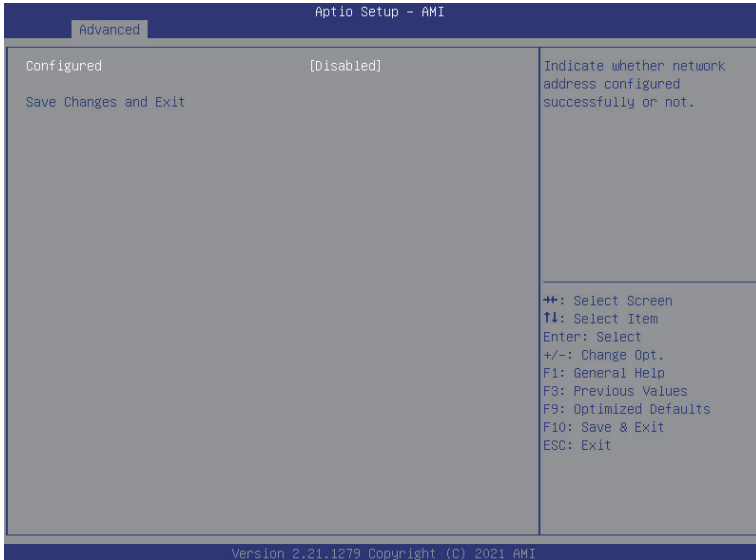 Aptio Setup – AMI
Advanced
Configured [Disabled]
Save Changes and Exit
Indicate whether network
address configured
successfully or not.
→←: Select Screen
↑↓: Select Item
Enter: Select
+/-: Change Opt.
F1: General Help
F3: Previous Values
F9: Optimized Defaults
F10: Save & Exit
ESC: Exit
Version 2.21.1279 Copyright (C) 2021 AMI